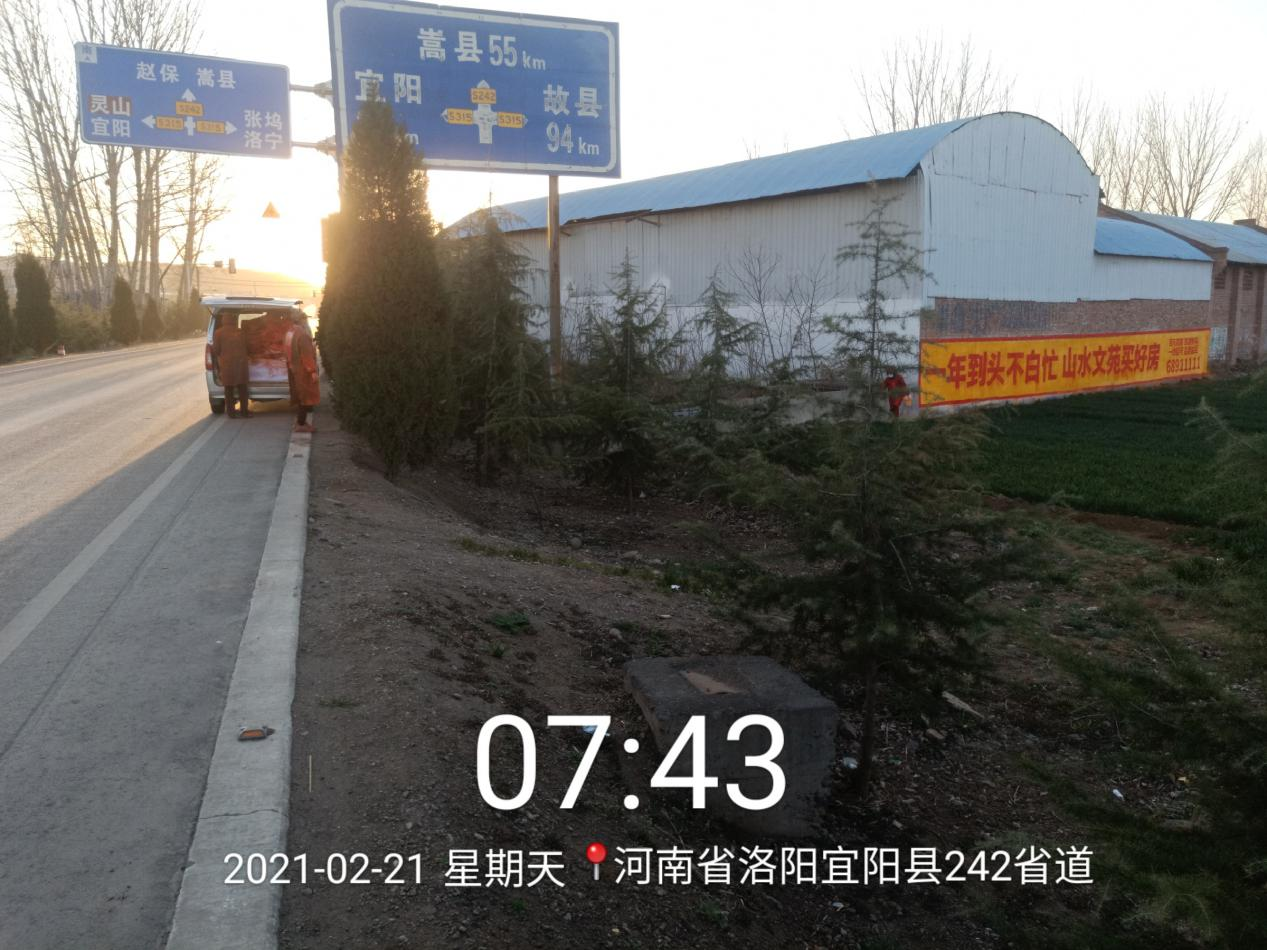 南
赵保 嵩县
灵山
宜阳
S242
S315 S315
张坞
洛宁
嵩县 55 km
宜阳
km
S242
S315 S315
故县
94 km
一年到头不白忙 山水文苑买好房
68911111
07:43
2021-02-21 星期天 河南省洛阳宜阳县242省道